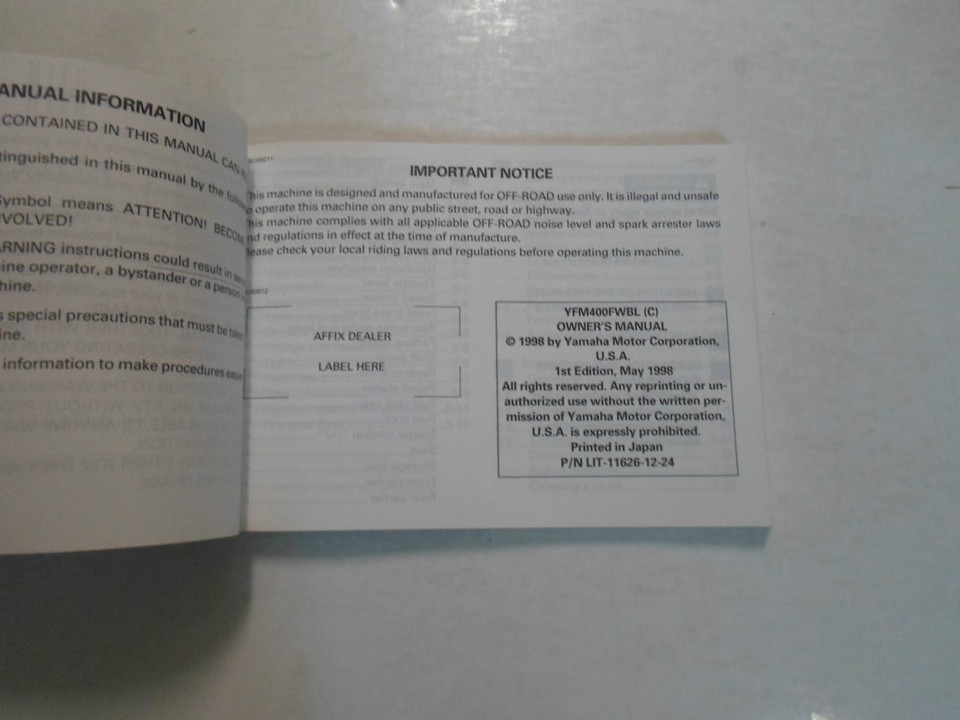 ANUAL INFORMATION
CONTAINED IN THIS MANUAL CAN
tinguished in this manual by the
Symbol means ATTENTION! BECOME
VOLVED!
ARNING instructions could result in
ine operator, a bystander or a person
hine.
s special precautions that must be take
ine.
information to make procedures easie
IMPORTANT NOTICE
his machine is designed and manufactured for OFF-ROAD use only. It is illegal and unsafe
o operate this machine on any public street, road or highway.
his machine complies with all applicable OFF-ROAD noise level and spark arrester laws
nd regulations in effect at the time of manufacture.
lease check your local riding laws and regulations before operating this machine.
AFFIX DEALER
LABEL HERE
YFM400FWBL (C)
OWNER'S MANUAL
© 1998 by Yamaha Motor Corporation,
U.S.A.
1st Edition, May 1998
All rights reserved. Any reprinting or un-
authorized use without the written per-
mission of Yamaha Motor Corporation,
U.S.A. is expressly prohibited.
Printed in Japan
P/N LIT-11626-12-24